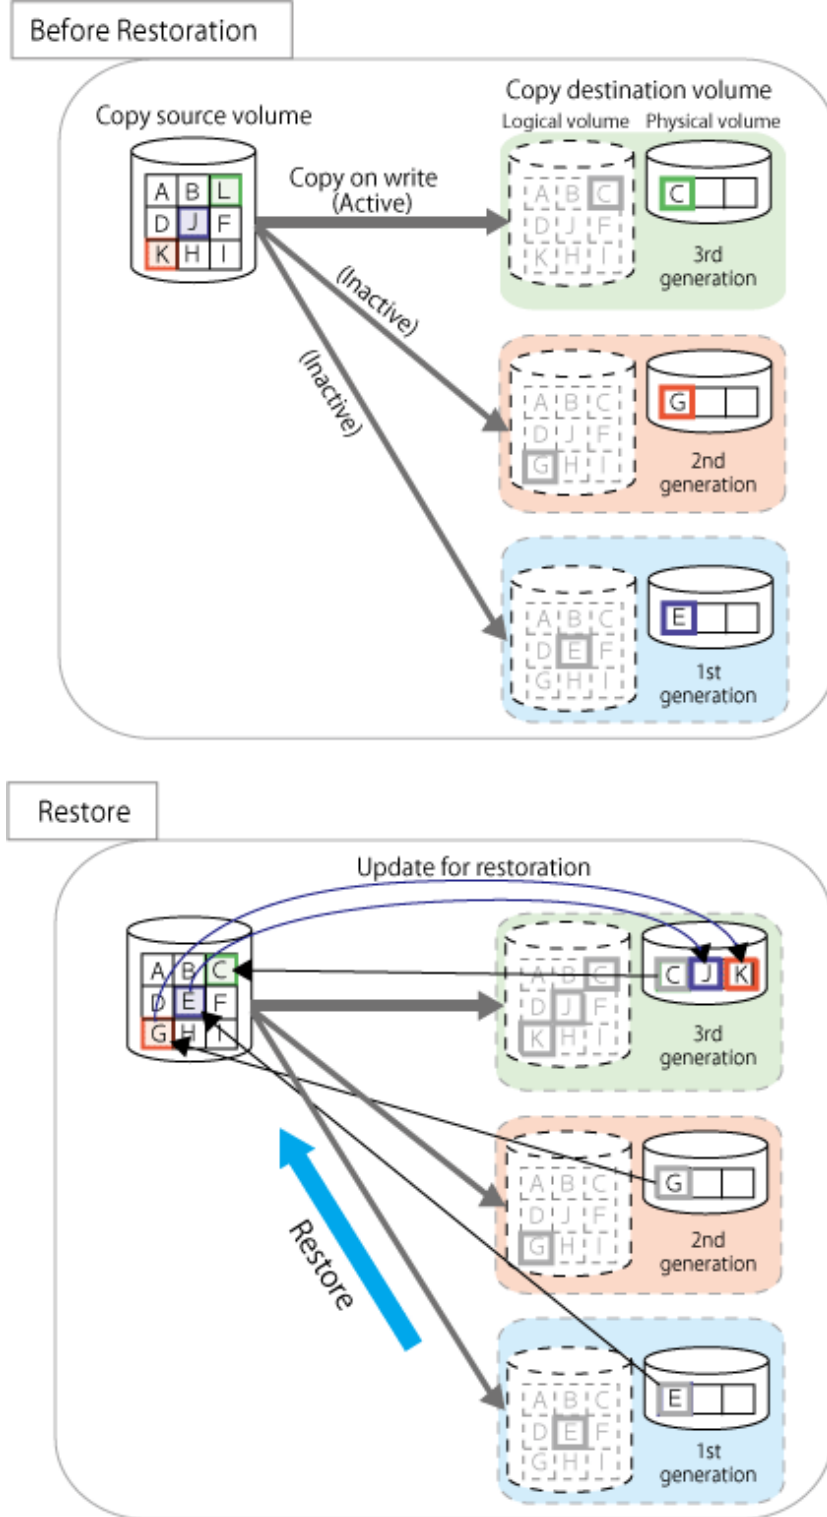 Before Restoration
Copy destination volume
Copy source volume
Logical volume Physical volume
A B L
D J F
K H I
Copy on write
(Active)
A B C
D J F
K H I
C
3rd
generation
(Inactive)
(Inactive)
A B C
D J F
G H I
G
2nd
generation
A B C
D E F
G H I
E
1st
generation
Restore
Update for restoration
A B C
D E F
G H I
A B C
D J F
K H I
C J K
3rd
generation
A B C
D J F
G H I
G
2nd
generation
Restore
A B C
D E F
G H I
E
1st
generation